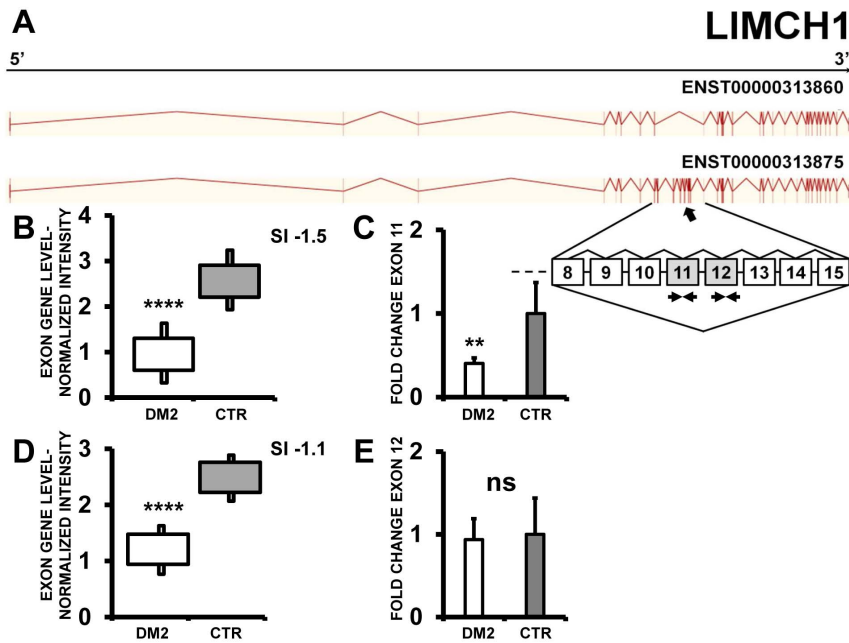 A
LIMCH1
5’
3’
ENST00000313860
ENST00000313875
B
EXON GENE LEVEL-
NORMALIZED INTENSITY
4
3
2
1
0
SI -1.5
****
DM2
CTR
C
FOLD CHANGE EXON 11
2
1
0
**
DM2
CTR
8 9 10 11 12 13 14 15
D
EXON GENE LEVEL-
NORMALIZED INTENSITY
3
2
1
0
SI -1.1
****
DM2
CTR
E
FOLD CHANGE EXON 12
2
1
0
ns
DM2
CTR